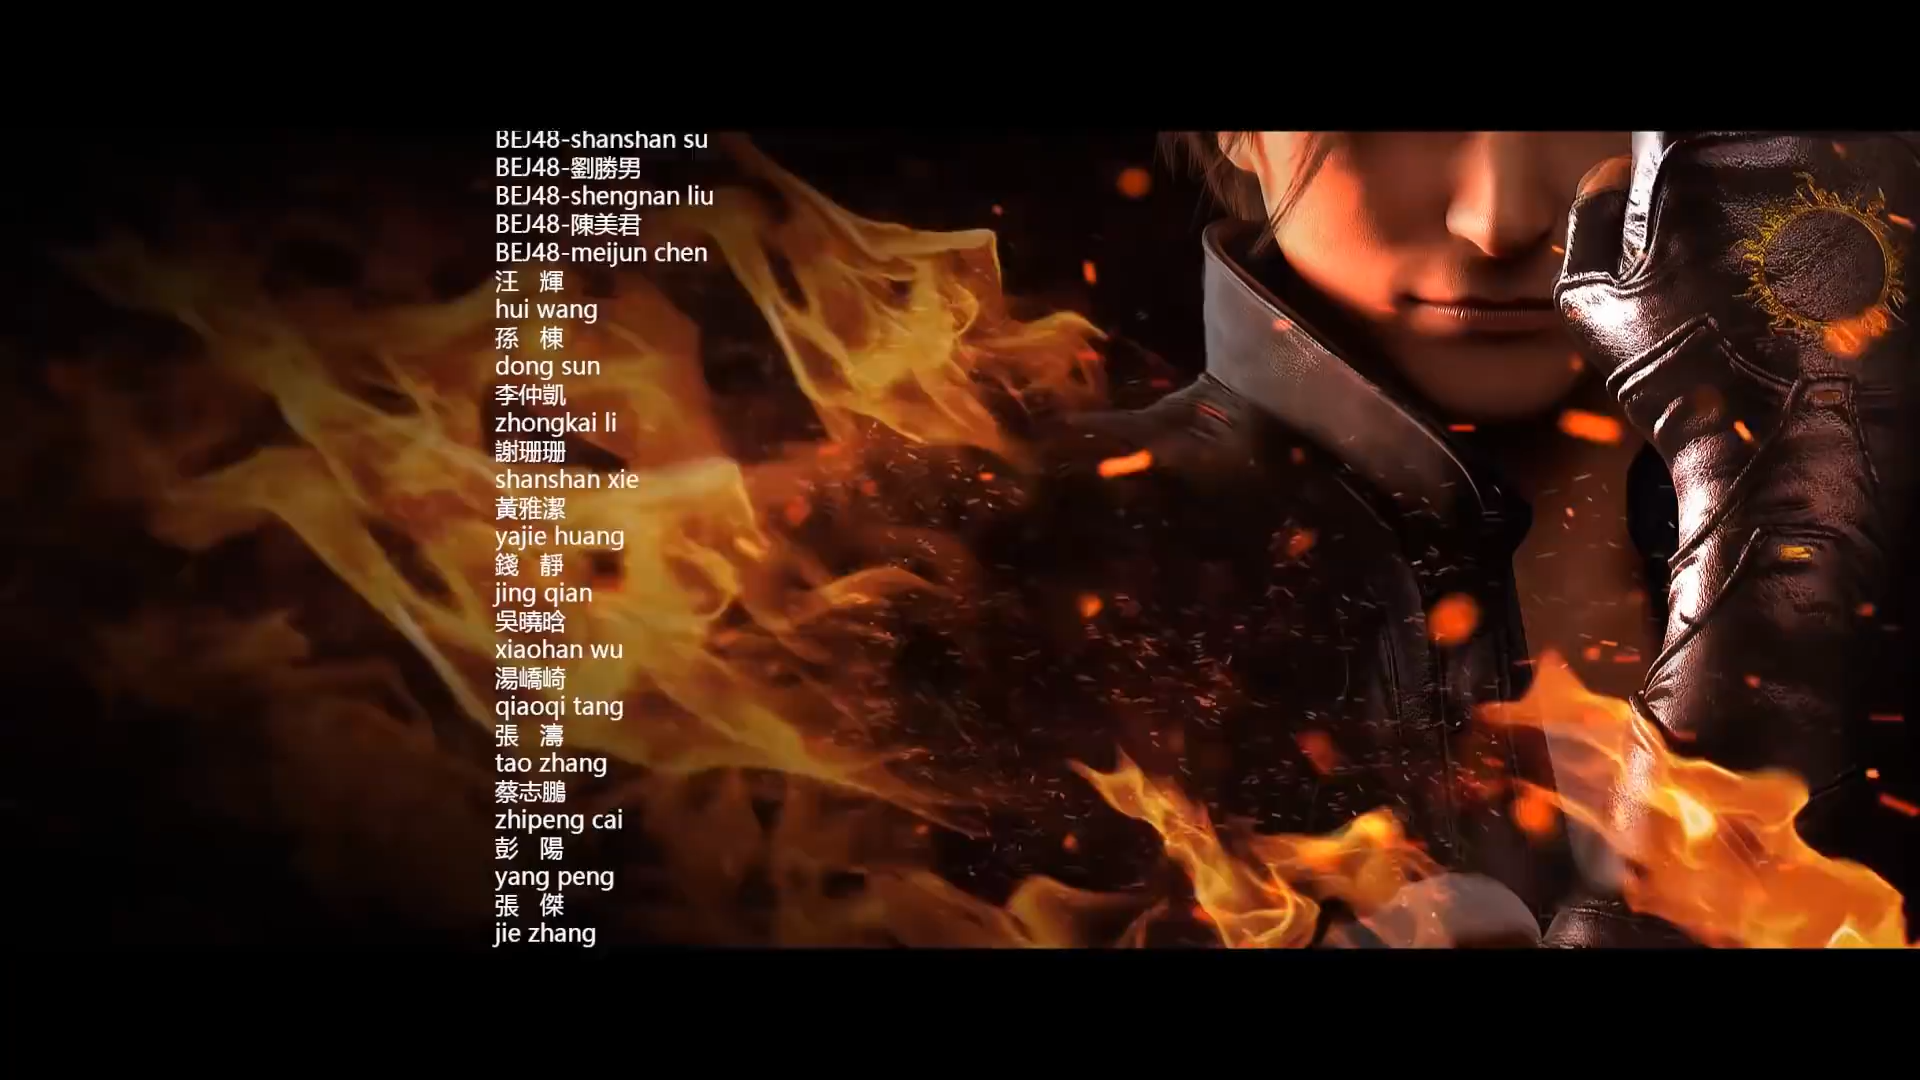 BEJ48-shanshan su
BEJ48-劉勝男
BEJ48-shengnan liu
BEJ48-陳美君
BEJ48-meijun chen
汪 輝
hui wang
孫 棟
dong sun
李仲凱
zhongkai li
謝珊珊
shanshan xie
黃雅潔
yajie huang
錢 靜
jing qian
吳曉晗
xiaohan wu
湯嶠崎
qiaoqi tang
張 濤
tao zhang
蔡志鵬
zhipeng cai
彭 陽
yang peng
張 傑
jie zhang